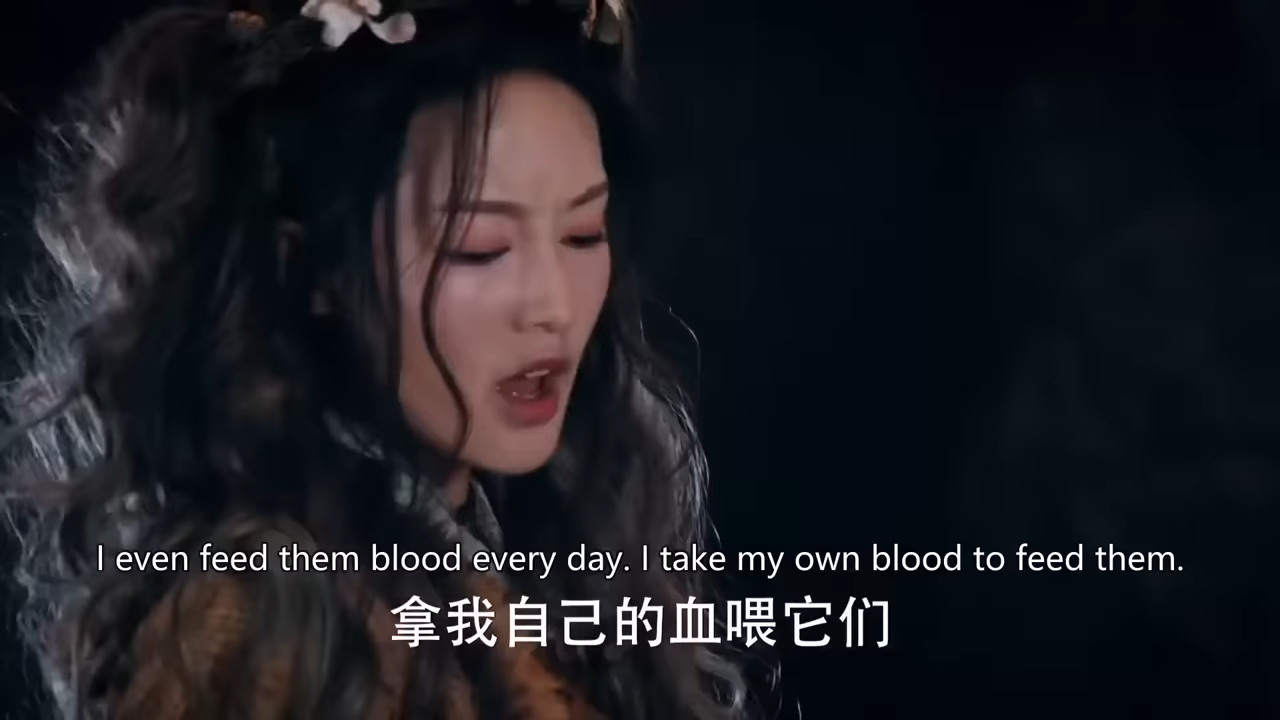 I even feed them blood every day. I take my own blood to feed them.
拿我自己的血喂它们